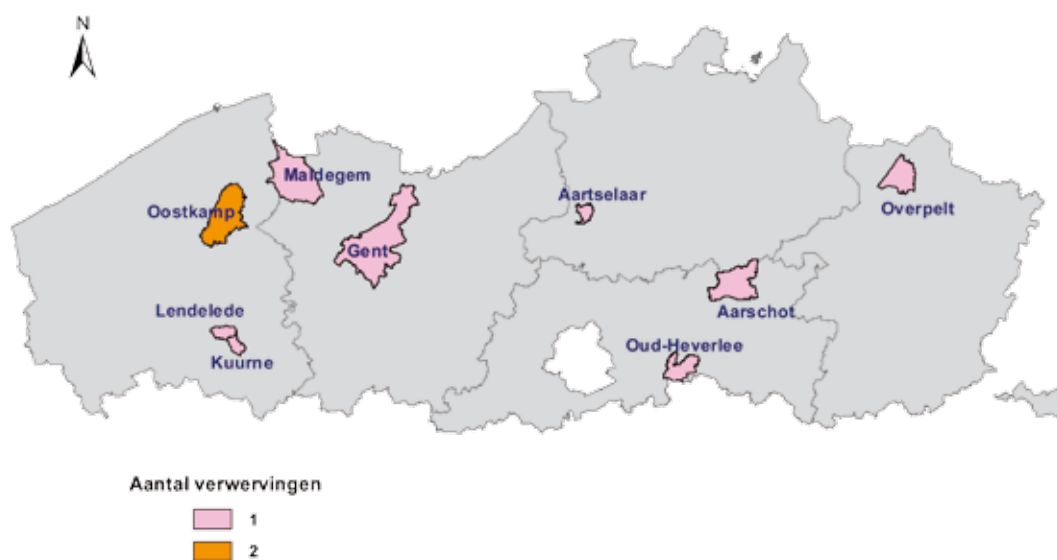 N
Maldegem
Oostkamp
Aartselaar
Overpelt
Gent
Lendelede
Aarschot
Kuurne
Oud-Heverlee
Aantal verwervingen
1
2